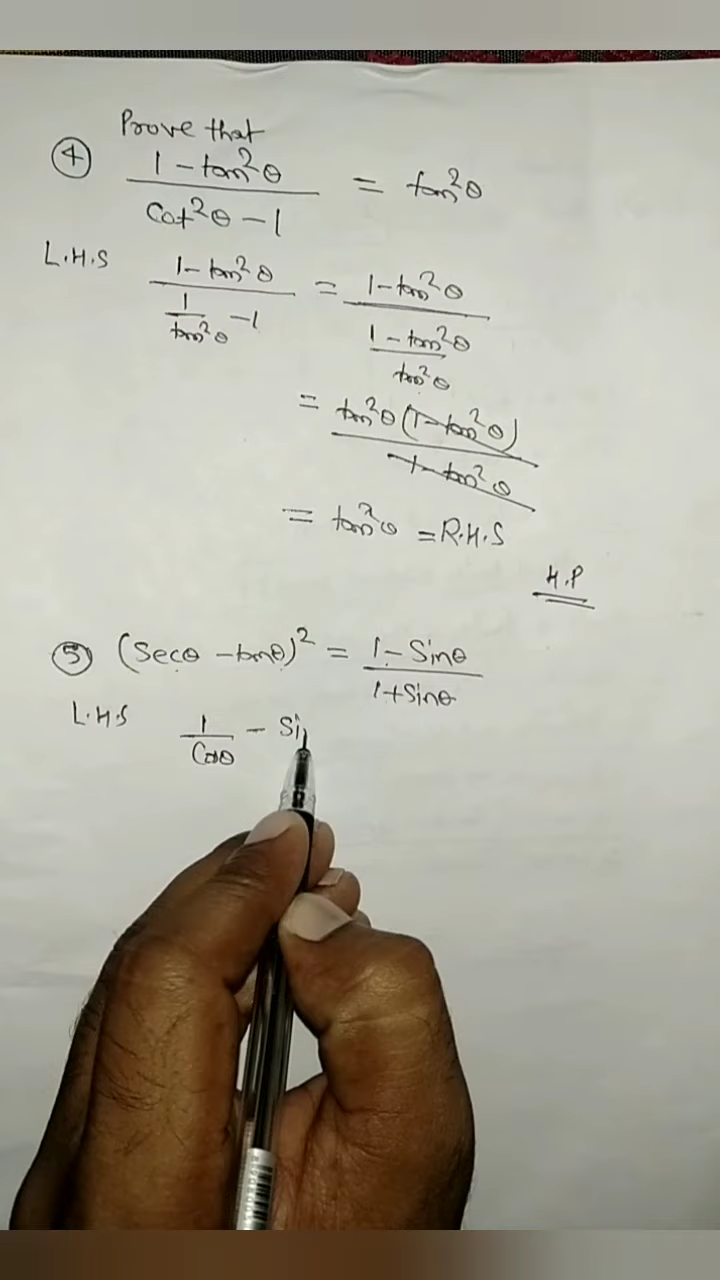 Prove that
④ 1 - tan²θ / Cot²θ - 1 = tan²θ
L.H.S 1 - tan²θ / (1/tan²θ - 1) = 1 - tan²θ / (1 - tan²θ / tan²θ)
= tan²θ (1 - tan²θ) / 1 - tan²θ
= tan²θ = R.H.S
H.P
⑤ (Secθ - tanθ)² = 1 - Sinθ / 1 + Sinθ
L.H.S 1/Cosθ - Si